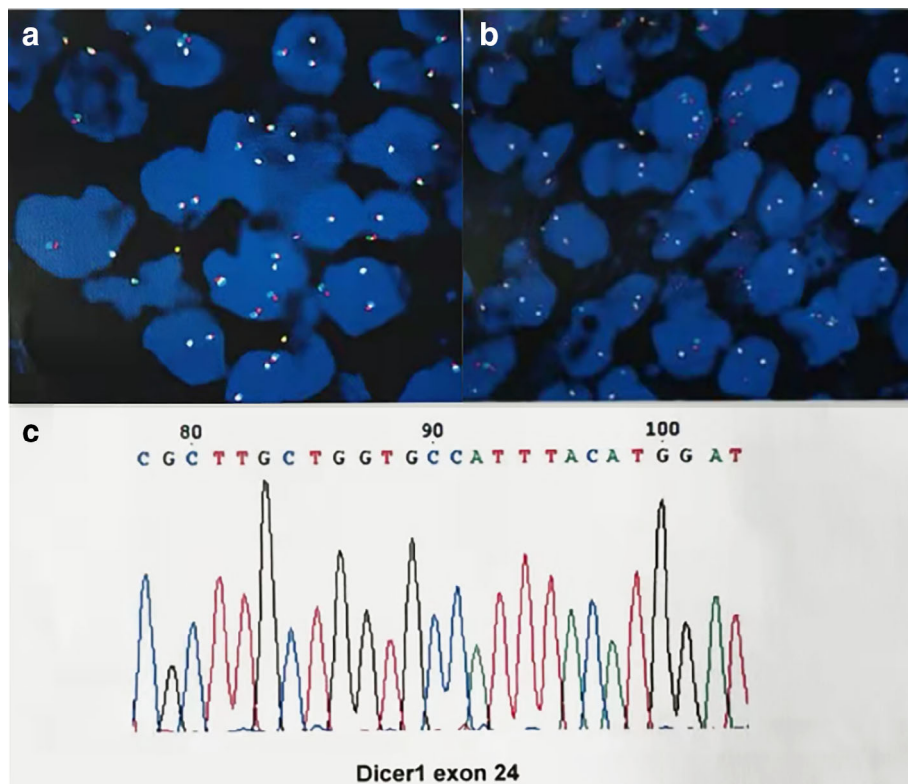 a
b
c
80 90 100
C G C T T G C T G G T G C C A T T T A C A T G G A T
Dicer1 exon 24